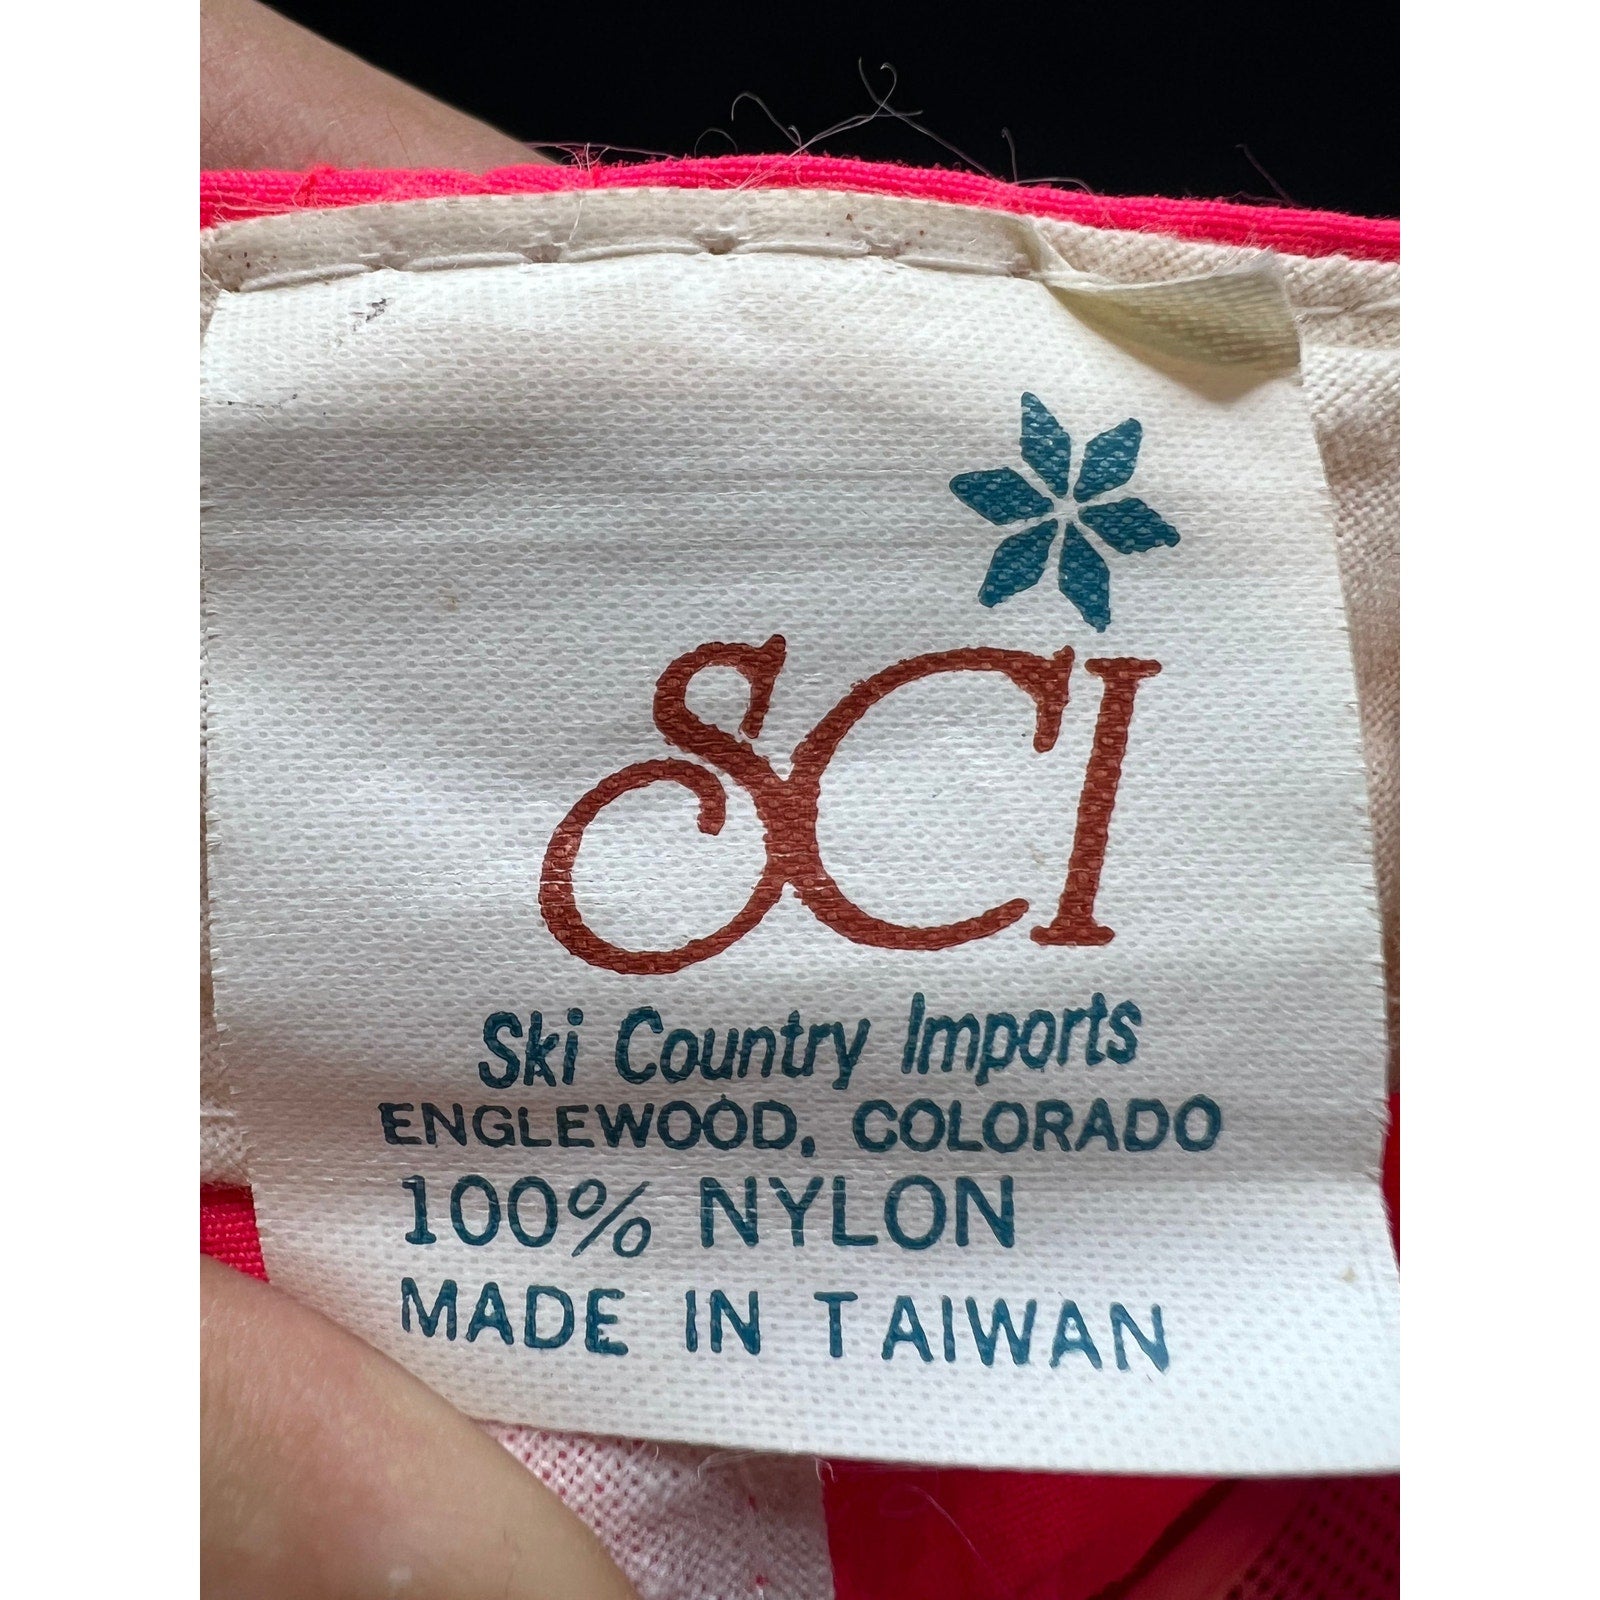 SCI
Ski Country Imports
ENGLEWOOD, COLORADO
100% NYLON
MADE IN TAIWAN